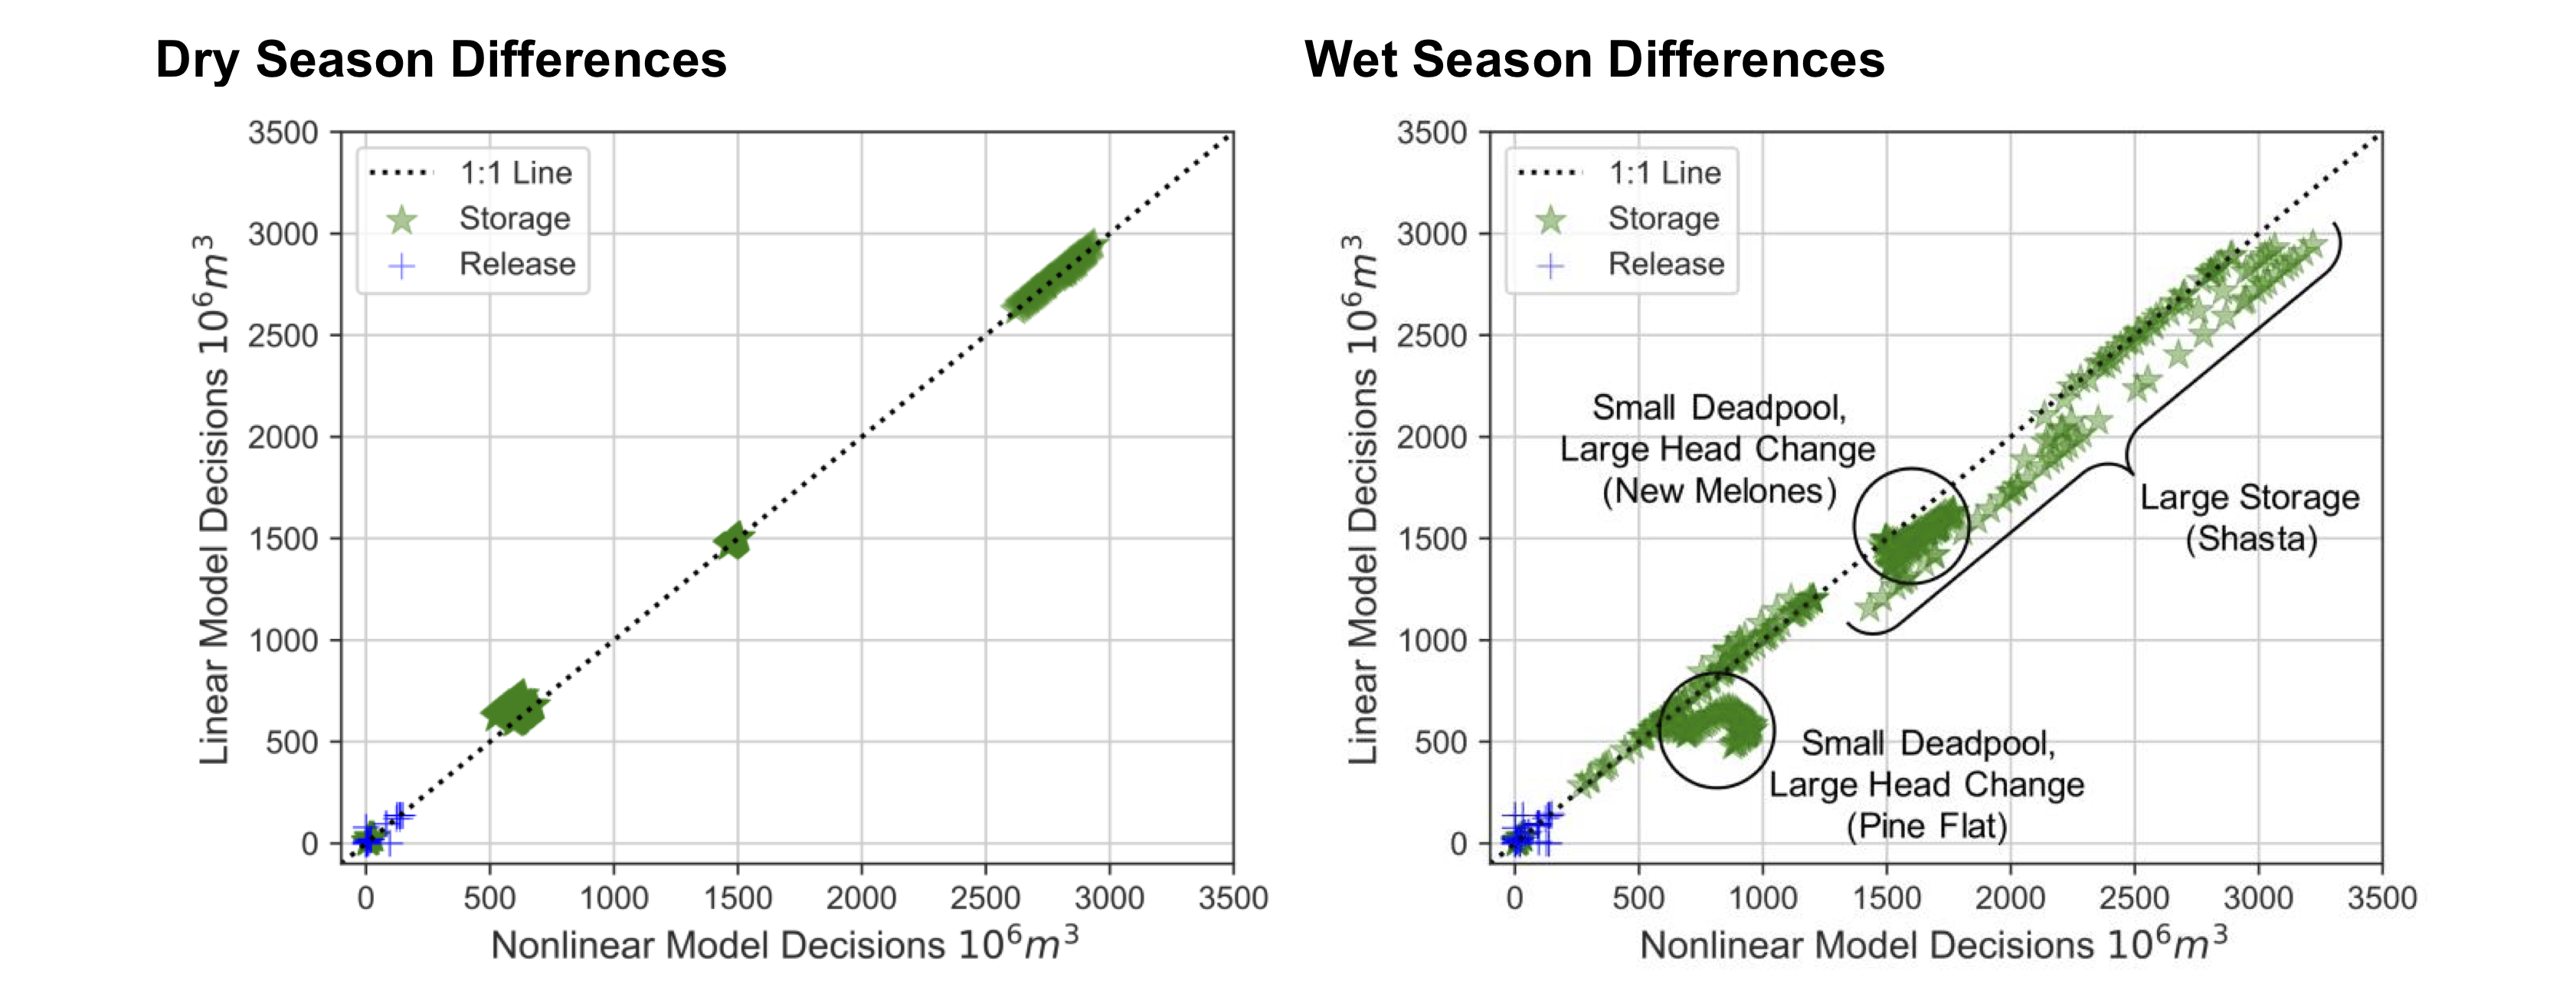 Dry Season Differences
3500
3000
2500
2000
1500
1000
500
0
Linear Model Decisions 10⁶m³
1:1 Line
Storage
Release
0 500 1000 1500 2000 2500 3000 3500
Nonlinear Model Decisions 10⁶m³
Wet Season Differences
3500
3000
2500
2000
1500
1000
500
0
Linear Model Decisions 10⁶m³
1:1 Line
Storage
Release
Small Deadpool,
Large Head Change
(New Melones)
Large Storage
(Shasta)
Small Deadpool,
Large Head Change
(Pine Flat)
0 500 1000 1500 2000 2500 3000 3500
Nonlinear Model Decisions 10⁶m³